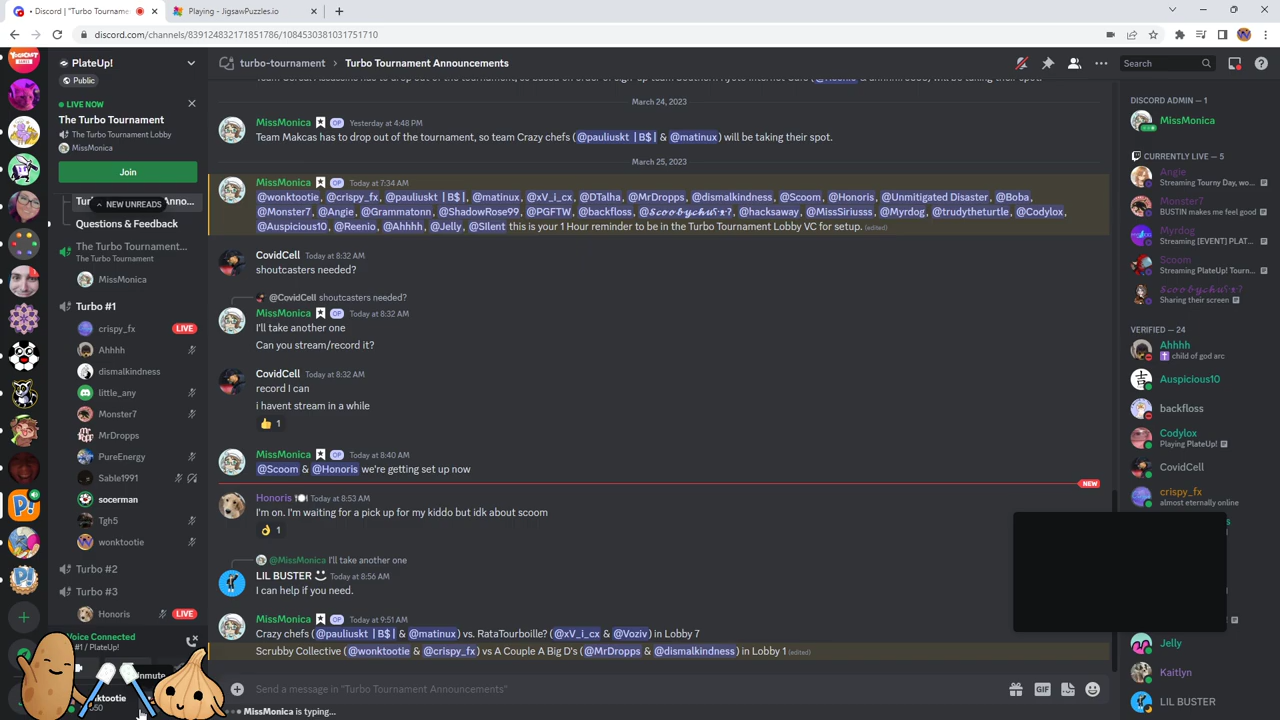 Discord | "Turbo Tournament
Playing - JigsawPuzzles.io
discord.com/channels/839124832171851786/1084530381031751710
PlateUp!
Public
LIVE NOW
The Turbo Tournament
The Turbo Tournament Lobby
MissMonica
Join
NEW UNREADS
Questions & Feedback
The Turbo Tournament...
The Turbo Tournament
MissMonica
Turbo #1
crispy_fx LIVE
Ahhhh
dismalkindness
little_any
Monster7
MrDropps
PureEnergy
Sable1991
socerman
Tgh5
wonktootie
Turbo #2
Turbo #3
Honoris LIVE
Voice Connected
#1 / PlateUp!
turbo-tournament > Turbo Tournament Announcements
Search
March 24, 2023
MissMonica OP Yesterday at 4:48 PM
Team Makcas has to drop out of the tournament, so team Crazy chefs (@pauliuskt |B$| & @matinux) will be taking their spot.
March 25, 2023
MissMonica OP Today at 7:34 AM
@wonktootie, @crispy_fx, @pauliuskt |B$|, @matinux, @xV_i_cx, @DTalha, @MrDropps, @dismalkindness, @Scoom, @Honoris, @Unmitigated Disaster, @Boba,
@Monster7, @Angie, @Grammatonn, @ShadowRose99, @PGFTW, @backfloss, @hacksaway, @MissSiriusss, @Myrdog, @trudytheturtle, @Codylox,
@Auspicious10, @Reenio, @Ahhhh, @Jelly, @SIlent this is your 1 Hour reminder to be in the Turbo Tournament Lobby VC for setup. (edited)
CovidCell Today at 8:32 AM
shoutcasters needed?
@CovidCell shoutcasters needed?
MissMonica OP Today at 8:32 AM
I'll take another one
Can you stream/record it?
CovidCell Today at 8:32 AM
record I can
i havent stream in a while
1
MissMonica OP Today at 8:40 AM
@Scoom & @Honoris we're getting set up now
NEW
Honoris Today at 8:53 AM
I'm on. I'm waiting for a pick up for my kiddo but idk about scoom
1
@MissMonica I'll take another one
LIL BUSTER Today at 8:56 AM
I can help if you need.
MissMonica OP Today at 9:51 AM
Crazy chefs (@pauliuskt |B$| & @matinux) vs. RataTourboille? (@xV_i_cx & @Voziv) in Lobby 7
Scrubby Collective (@wonktootie & @crispy_fx) vs A Couple A Big D's (@MrDropps & @dismalkindness) in Lobby 1 (edited)
Send a message in "Turbo Tournament Announcements"
GIF
MissMonica is typing...
DISCORD ADMIN — 1
MissMonica
CURRENTLY LIVE — 5
Angie
Streaming Tourny Day, wo...
Monster7
BUSTIN makes me feel good
Myrdog
Streaming [EVENT] PLAT...
Scoom
Streaming PlateUp! Tourn...
Sharing their screen
VERIFIED — 24
Ahhhh
child of god arc
Auspicious10
backfloss
Codylox
Playing PlateUp!
CovidCell
crispy_fx
almost eternally online
Jelly
Kaitlyn
LIL BUSTER